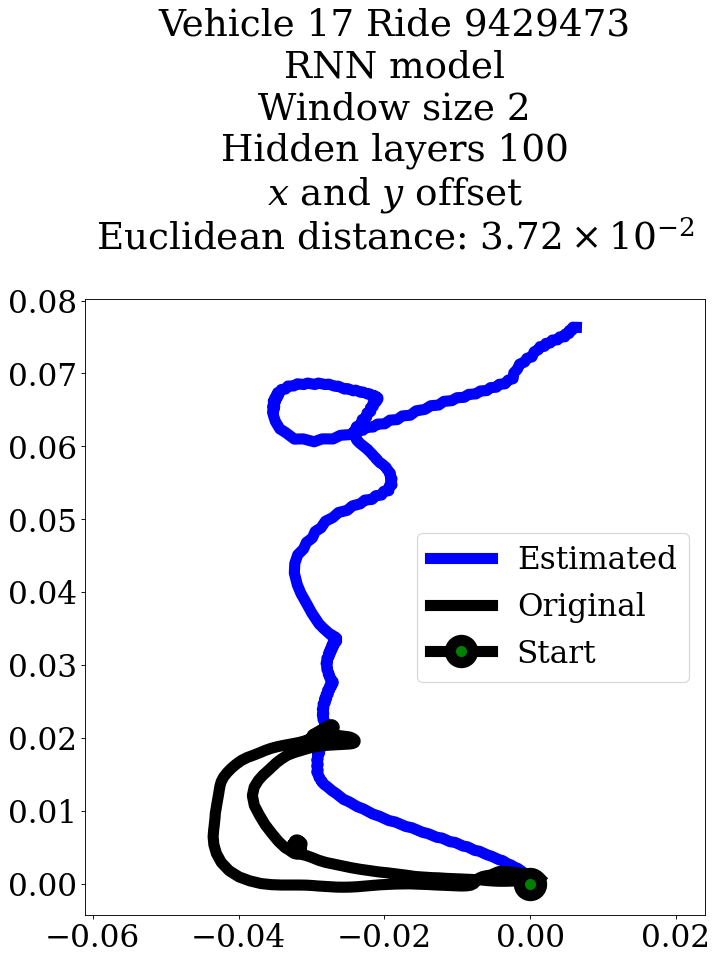 Vehicle 17 Ride 9429473
RNN model
Window size 2
Hidden layers 100
x and y offset
Euclidean distance: 3.72 × 10⁻²
0.08
0.07
0.06
0.05
0.04
0.03
0.02
0.01
0.00
Estimated
Original
Start
−0.06 −0.04 −0.02 0.00 0.02